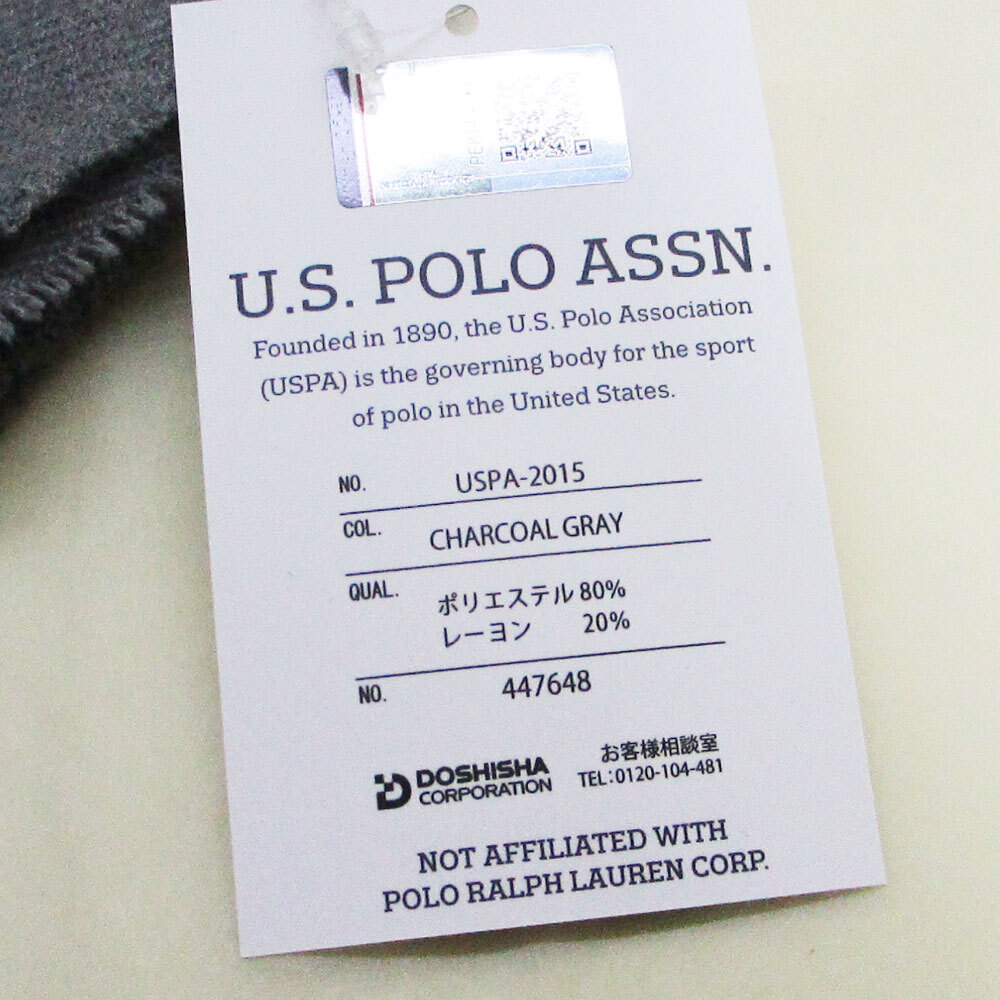 U.S. POLO ASSN.
Founded in 1890, the U.S. Polo Association
(USPA) is the governing body for the sport
of polo in the United States.
NO. USPA-2015
COL. CHARCOAL GRAY
QUAL. ポリエステル 80%
レーヨン 20%
NO. 447648
DOSHISHA
CORPORATION
お客様相談室
TEL:0120-104-481
NOT AFFILIATED WITH
POLO RALPH LAUREN CORP.